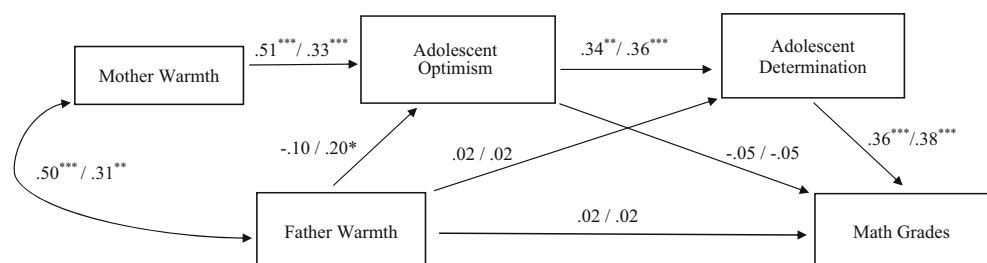 .51***/ .33***
Adolescent
Optimism
.34**/ .36***
Adolescent
Determination
Mother Warmth
-.10 / .20*
.02 / .02
-.05 / -.05
.36***/.38***
.50***/ .31**
Father Warmth
.02 / .02
Math Grades